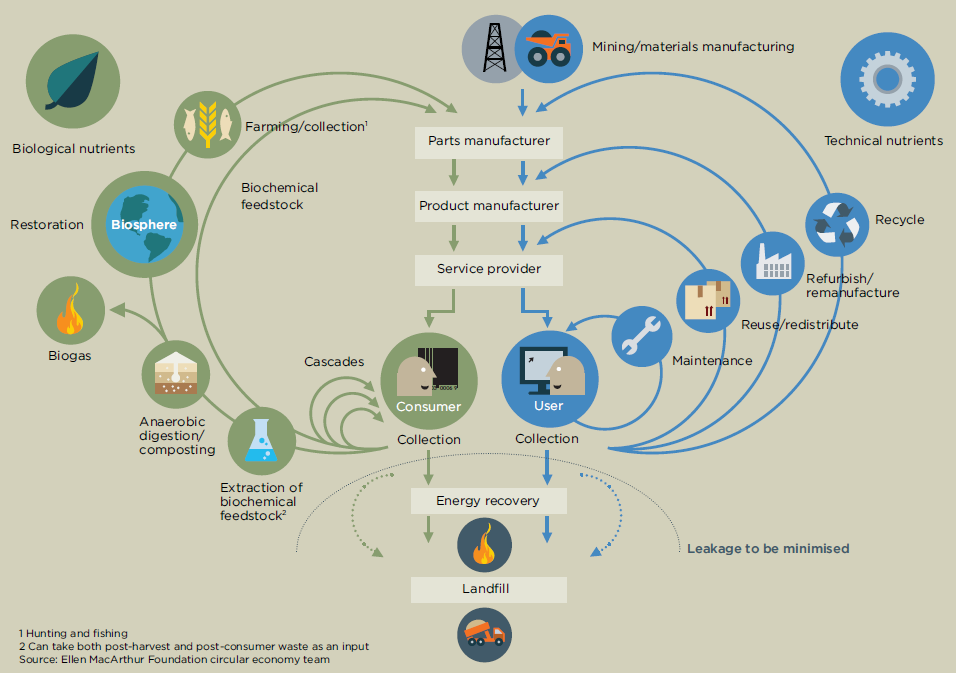 Mining/materials manufacturing
Biological nutrients
Technical nutrients
Farming/collection¹
Parts manufacturer
Biochemical
feedstock
Product manufacturer
Restoration
Biosphere
Recycle
Service provider
Refurbish/
remanufacture
Biogas
Reuse/redistribute
Cascades
Maintenance
Consumer
User
Anaerobic
digestion/
composting
Collection
Collection
Extraction of
biochemical
feedstock²
Energy recovery
Leakage to be minimised
Landfill
1 Hunting and fishing
2 Can take both post-harvest and post-consumer waste as an input
Source: Ellen MacArthur Foundation circular economy team